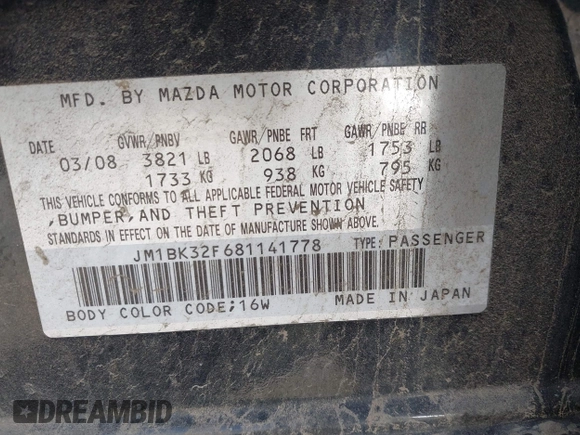 MFD. BY MAZDA MOTOR CORPORATION
DATE GVWR/PNBV GAWR/PNBE FRT GAWR/PNBE RR
03/08 3821 LB 2068 LB 1753 LB
1733 KG 938 KG 795 KG
THIS VEHICLE CONFORMS TO ALL APPLICABLE FEDERAL MOTOR VEHICLE SAFETY
,BUMPER,AND THEFT PREVENTION
STANDARDS IN EFFECT ON THE DATE OF MANUFACTURE SHOWN ABOVE.
JM1BK32F681141778 TYPE: PASSENGER
BODY COLOR CODE;16W MADE IN JAPAN
DREAMBID